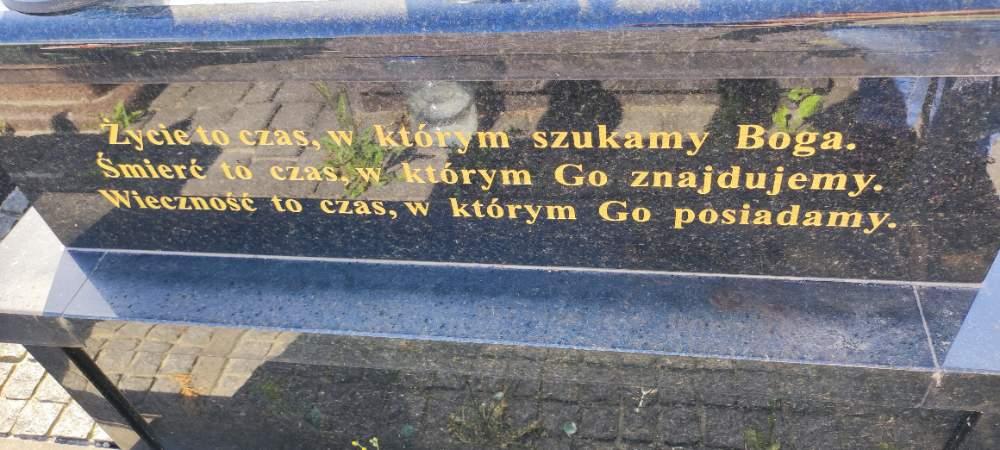 Życie to czas, w którym szukamy Boga.
Śmierć to czas, w którym Go znajdujemy.
Wieczność to czas, w którym Go posiadamy.